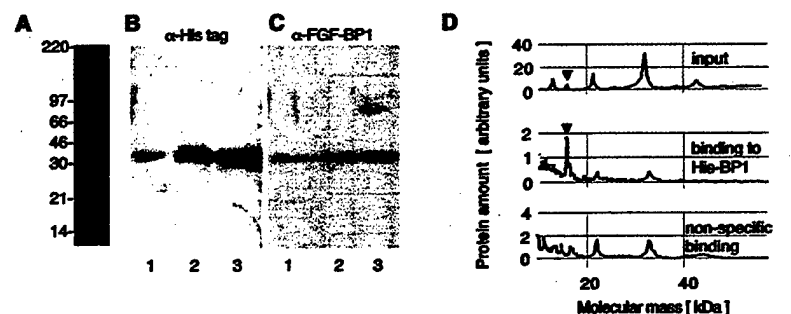 A
220
97
66
46
30
21
14
B
α-His tag
1
2
3
C
α-FGF-BP1
1
2
3
D
Protein amount [ arbitrary units ]
40
20
0
input
2
1
0
binding to
His-BP1
4
2
0
non-specific
binding
20
40
Molecular mass [ kDa ]